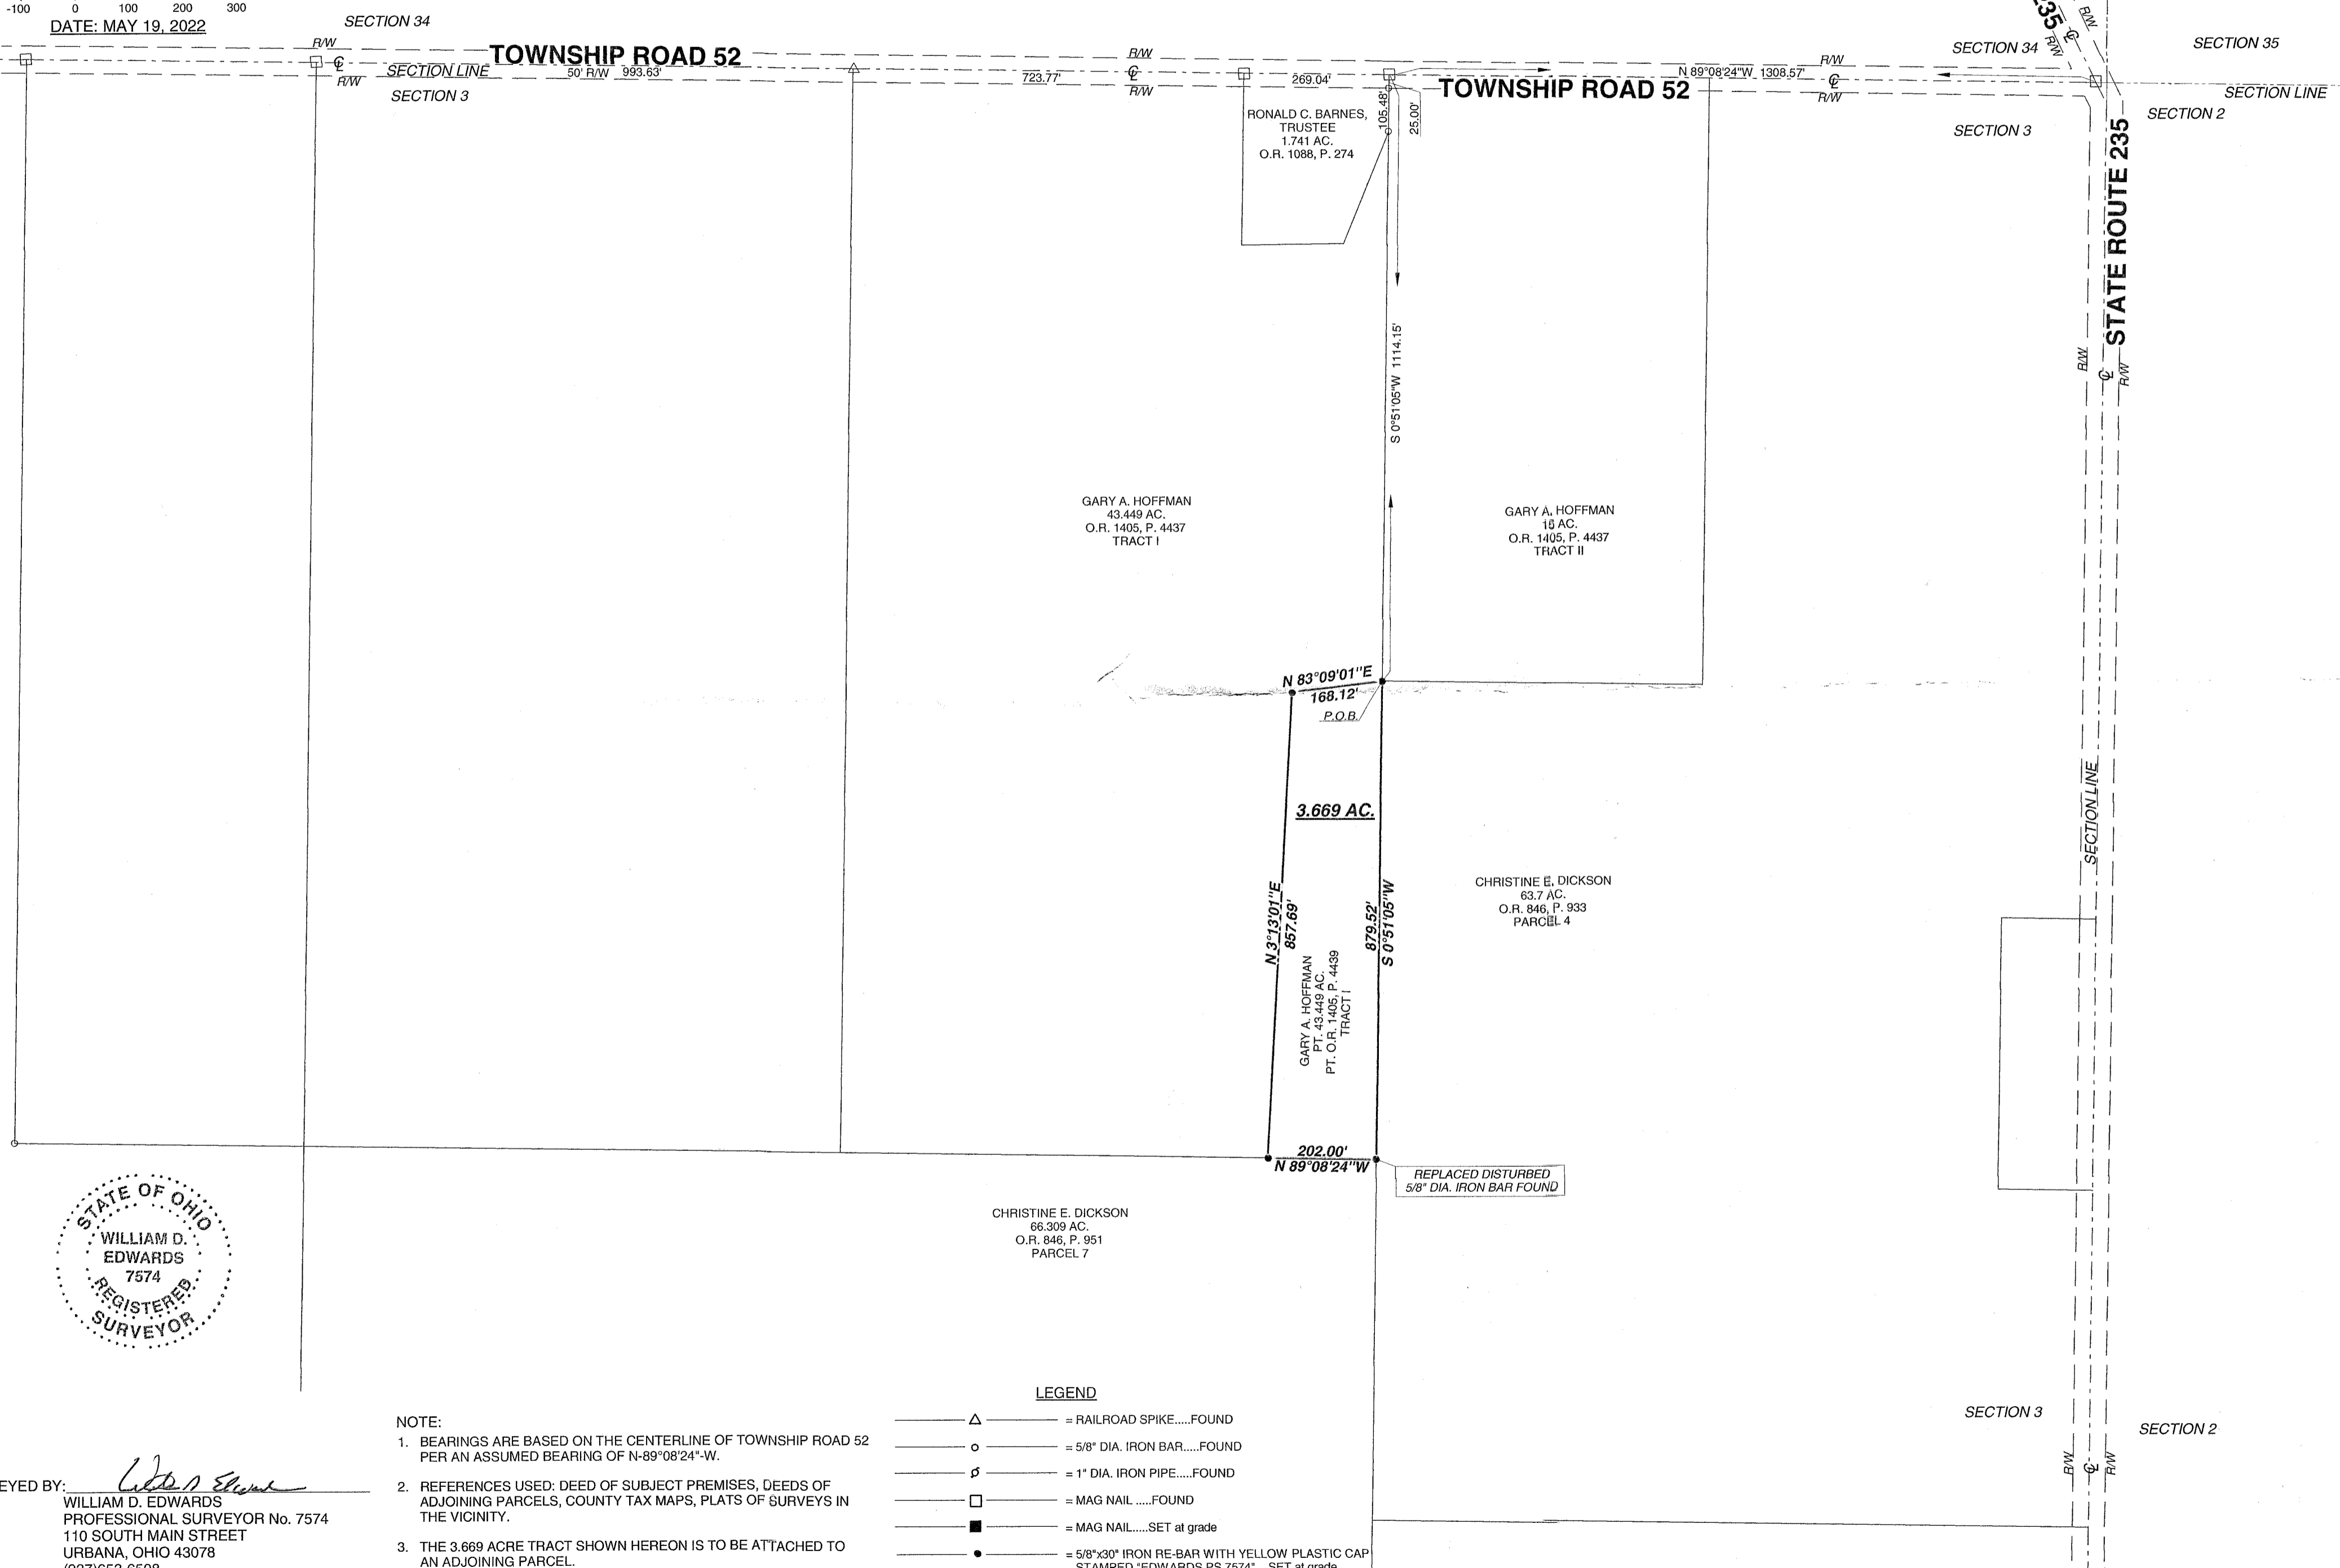 -100 0 100 200 300
DATE: MAY 19, 2022
SECTION 34
R/W
TOWNSHIP ROAD 52
SECTION LINE
50' R/W 993.63'
R/W
SECTION 3
723.77'
R/W
R/W
269.04'
TOWNSHIP ROAD 52
N 89°08'24"W 1308.57'
R/W
R/W
SECTION 34
235
R/W
R/W
SECTION 35
SECTION LINE
SECTION 2
SECTION 3
STATE ROUTE 235
R/W
R/W
105.48'
25.00'
RONALD C. BARNES,
TRUSTEE
1.741 AC.
O.R. 1088, P. 274
S 0°51'05"W 1114.15'
GARY A. HOFFMAN
43.449 AC.
O.R. 1405, P. 4437
TRACT I
GARY A. HOFFMAN
AC.
O.R. 1405, P. 4437
TRACT II
N 83°09'01"E
168.12'
P.O.B.
3.669 AC.
N 3°13'01"E
857.69'
879.52'
S 0°51'05"W
GARY A. HOFFMAN
PT. 43.449 AC.
PT. O.R. 1405, P. 4439
TRACT I
CHRISTINE E. DICKSON
63.7 AC.
O.R. 846, P. 933
PARCEL 4
SECTION LINE
202.00'
N 89°08'24"W
REPLACED DISTURBED
5/8" DIA. IRON BAR FOUND
CHRISTINE E. DICKSON
66.309 AC.
O.R. 846, P. 951
PARCEL 7
STATE OF OHIO
WILLIAM D.
EDWARDS
7574
REGISTERED
SURVEYOR
SECTION 3
SECTION 2
R/W
R/W
EYED BY:
WILLIAM D. EDWARDS
PROFESSIONAL SURVEYOR No. 7574
110 SOUTH MAIN STREET
URBANA, OHIO 43078
NOTE:
1. BEARINGS ARE BASED ON THE CENTERLINE OF TOWNSHIP ROAD 52
PER AN ASSUMED BEARING OF N-89°08'24"-W.
2. REFERENCES USED: DEED OF SUBJECT PREMISES, DEEDS OF
ADJOINING PARCELS, COUNTY TAX MAPS, PLATS OF SURVEYS IN
THE VICINITY.
3. THE 3.669 ACRE TRACT SHOWN HEREON IS TO BE ATTACHED TO
AN ADJOINING PARCEL.
LEGEND
= RAILROAD SPIKE.....FOUND
= 5/8" DIA. IRON BAR.....FOUND
= 1" DIA. IRON PIPE.....FOUND
= MAG NAIL .....FOUND
= MAG NAIL.....SET at grade
= 5/8"x30" IRON RE-BAR WITH YELLOW PLASTIC CAP
STAMPED "EDWARDS PS 7574"...SET at grade